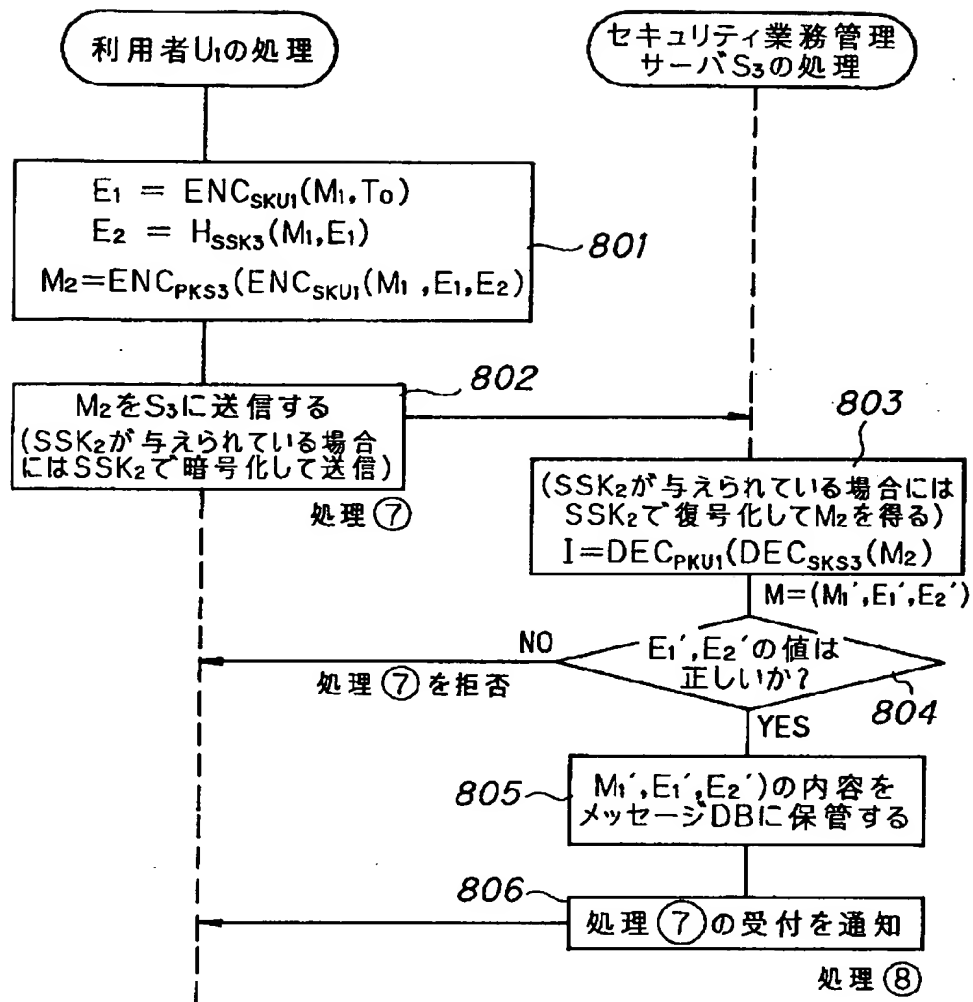 利用者U₁の処理
セキュリティ業務管理
サーバS₃の処理
E₁ = ENC_SKU1(M₁,T₀)
E₂ = H_SSK3(M₁,E₁)
M₂=ENC_PKS3(ENC_SKU1(M₁,E₁,E₂)
801
802
M₂をS₃に送信する
(SSK₂が与えられている場合
にはSSK₂で暗号化して送信)
処理⑦
803
(SSK₂が与えられている場合には
SSK₂で復号化してM₂を得る)
I=DEC_PKU1(DEC_SKS3(M₂)
M=(M₁′,E₁′,E₂′)
NO
E₁′,E₂′の値は
正しいか?
処理⑦を拒否
804
YES
805
M₁′,E₁′,E₂′)の内容を
メッセージDBに保管する
806
処理⑦の受付を通知
処理⑧